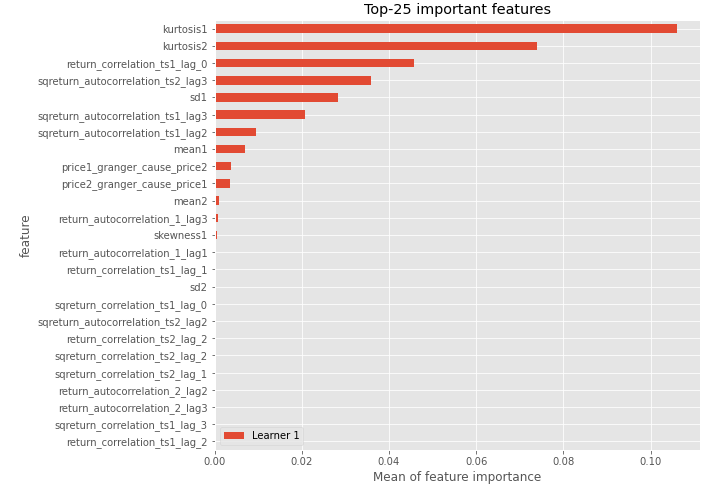 Top-25 important features
kurtosis1
kurtosis2
return_correlation_ts1_lag_0
sqreturn_autocorrelation_ts2_lag3
sd1
sqreturn_autocorrelation_ts1_lag3
sqreturn_autocorrelation_ts1_lag2
mean1
price1_granger_cause_price2
price2_granger_cause_price1
mean2
return_autocorrelation_1_lag3
skewness1
return_autocorrelation_1_lag1
return_correlation_ts1_lag_1
sd2
sqreturn_correlation_ts1_lag_0
sqreturn_autocorrelation_ts2_lag2
return_correlation_ts2_lag_2
sqreturn_correlation_ts2_lag_2
sqreturn_correlation_ts2_lag_1
return_autocorrelation_2_lag2
return_autocorrelation_2_lag3
sqreturn_correlation_ts1_lag_3
return_correlation_ts1_lag_2
feature
Learner 1
0.00 0.02 0.04 0.06 0.08 0.10
Mean of feature importance